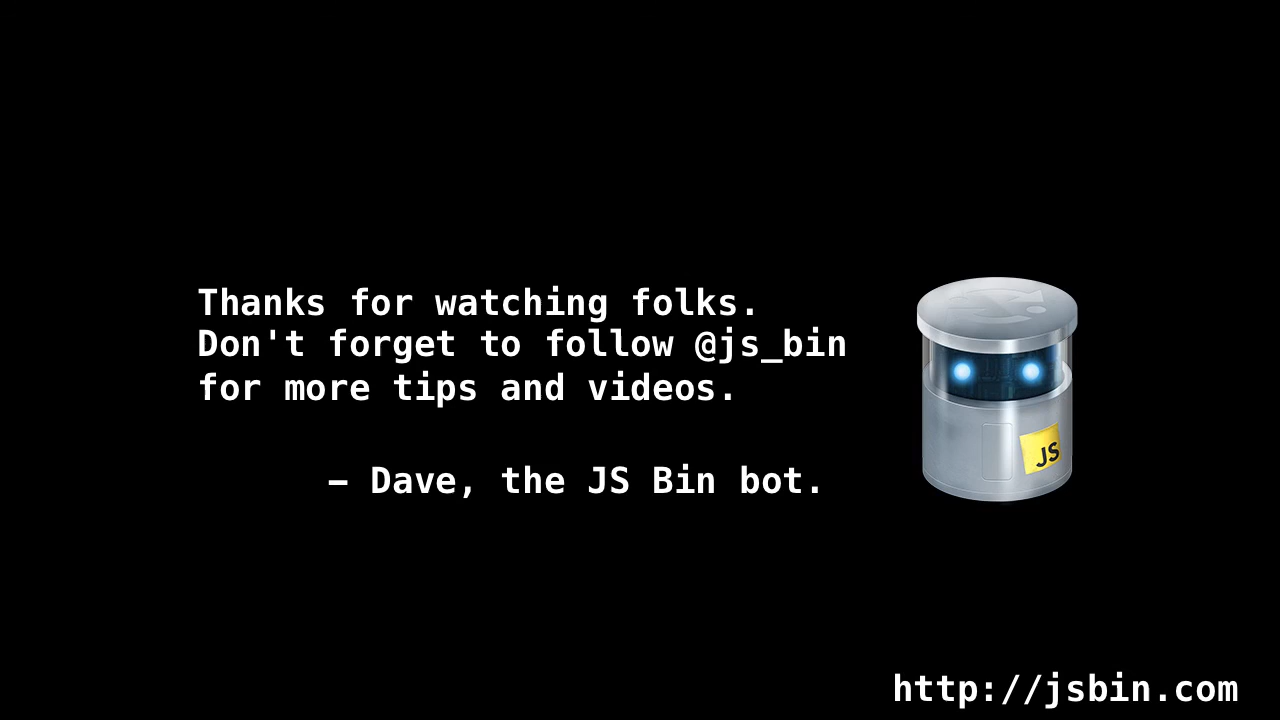 Thanks for watching folks.
Don't forget to follow @js_bin
for more tips and videos.
– Dave, the JS Bin bot.
JS
http://jsbin.com